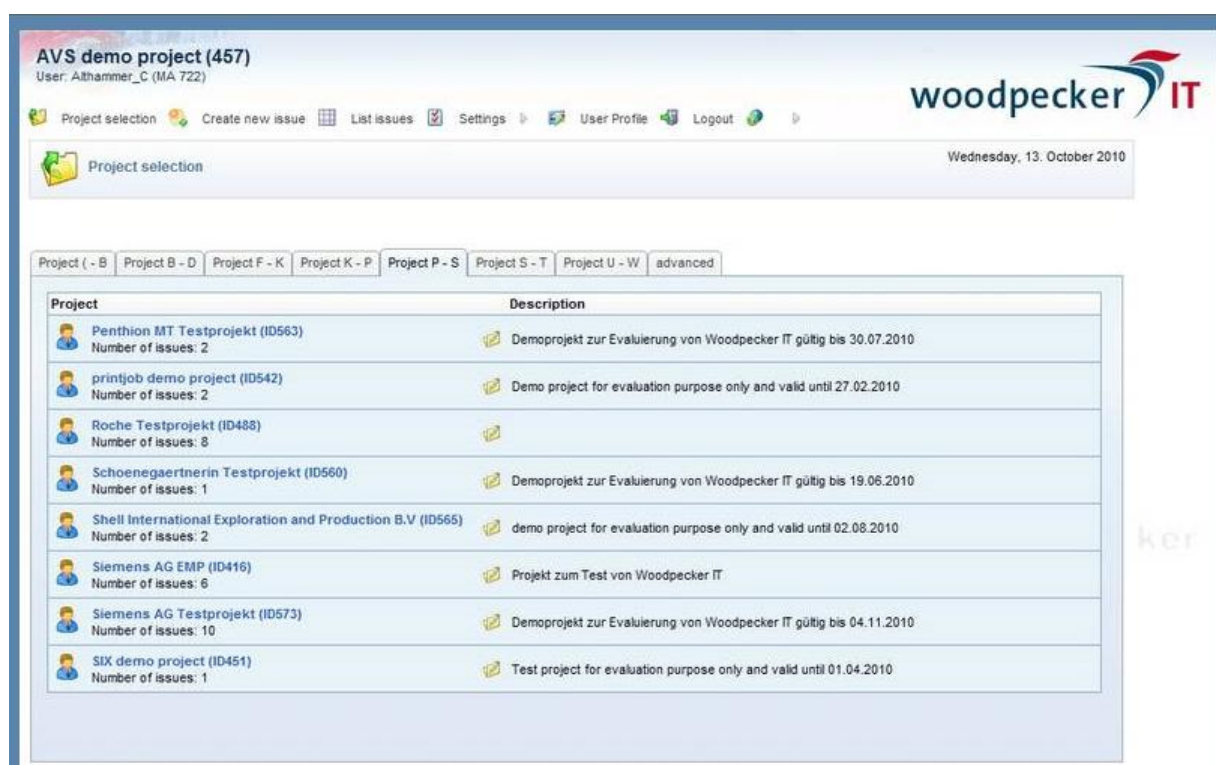 AVS demo project (457)
User: Althammer_C (MA 722)
woodpecker IT
Project selection Create new issue List issues Settings User Profile Logout
Project selection
Wednesday, 13. October 2010
Project ( - B Project B - D Project F - K Project K - P Project P - S Project S - T Project U - W advanced
Project Description
Penthion MT Testprojekt (ID563)
Number of issues: 2
Demoprojekt zur Evaluierung von Woodpecker IT gültig bis 30.07.2010
printjob demo project (ID542)
Number of issues: 2
Demo project for evaluation purpose only and valid until 27.02.2010
Roche Testprojekt (ID488)
Number of issues: 8
Schoenegaertnerin Testprojekt (ID560)
Number of issues: 1
Demoprojekt zur Evaluierung von Woodpecker IT gültig bis 19.06.2010
Shell International Exploration and Production B.V (ID565)
Number of issues: 2
demo project for evaluation purpose only and valid until 02.08.2010
Siemens AG EMP (ID416)
Number of issues: 6
Projekt zum Test von Woodpecker IT
Siemens AG Testprojekt (ID573)
Number of issues: 10
Demoprojekt zur Evaluierung von Woodpecker IT gültig bis 04.11.2010
SIX demo project (ID451)
Number of issues: 1
Test project for evaluation purpose only and valid until 01.04.2010
ker